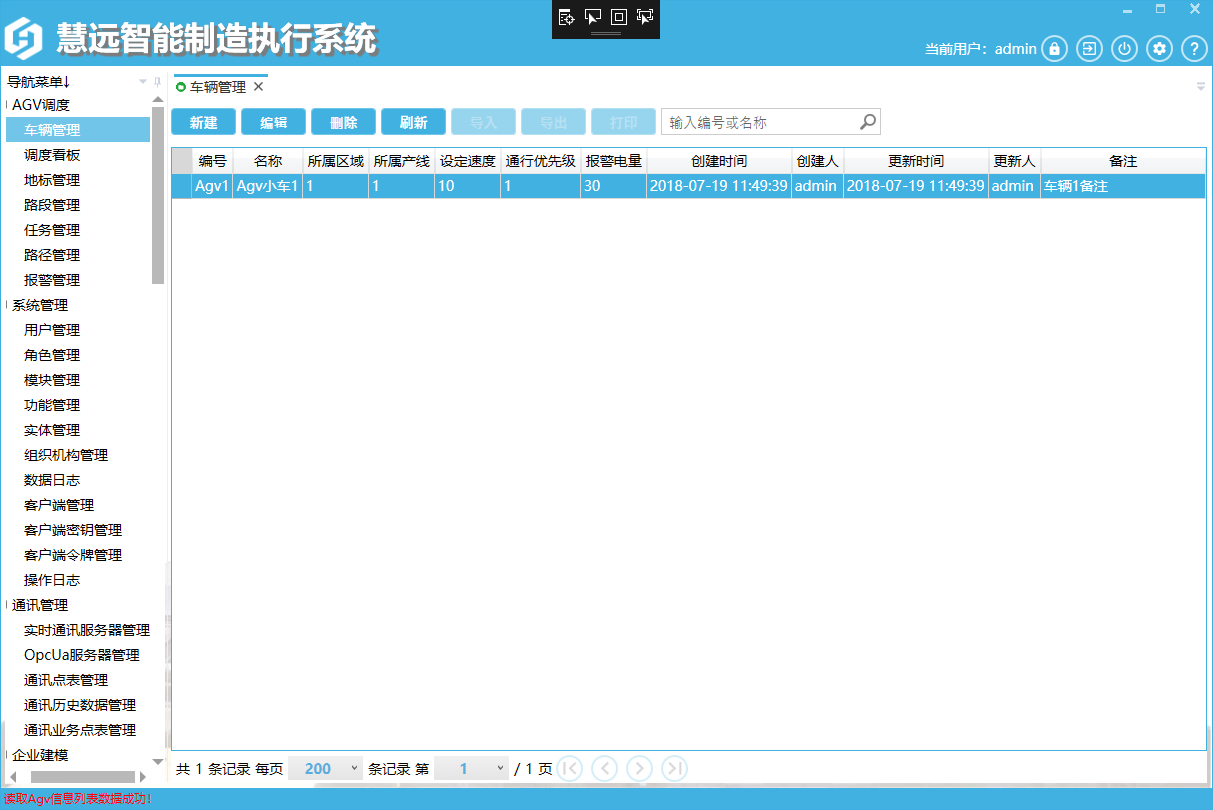 慧远智能制造执行系统
当前用户：admin
导航菜单↓
AGV调度
车辆管理
调度看板
地标管理
路段管理
任务管理
路径管理
报警管理
系统管理
用户管理
角色管理
模块管理
功能管理
实体管理
组织机构管理
数据日志
客户端管理
客户端密钥管理
客户端令牌管理
操作日志
通讯管理
实时通讯服务器管理
OpcUa服务器管理
通讯点表管理
通讯历史数据管理
通讯业务点表管理
企业建模
车辆管理
新建 编辑 删除 刷新 导入 导出 打印 输入编号或名称
编号 名称 所属区域 所属产线 设定速度 通行优先级 报警电量 创建时间 创建人 更新时间 更新人 备注
Agv1 Agv小车1 1 1 10 1 30 2018-07-19 11:49:39 admin 2018-07-19 11:49:39 admin 车辆1备注
共 1 条记录 每页 200 条记录 第 1 / 1 页
读取Agv信息列表数据成功！